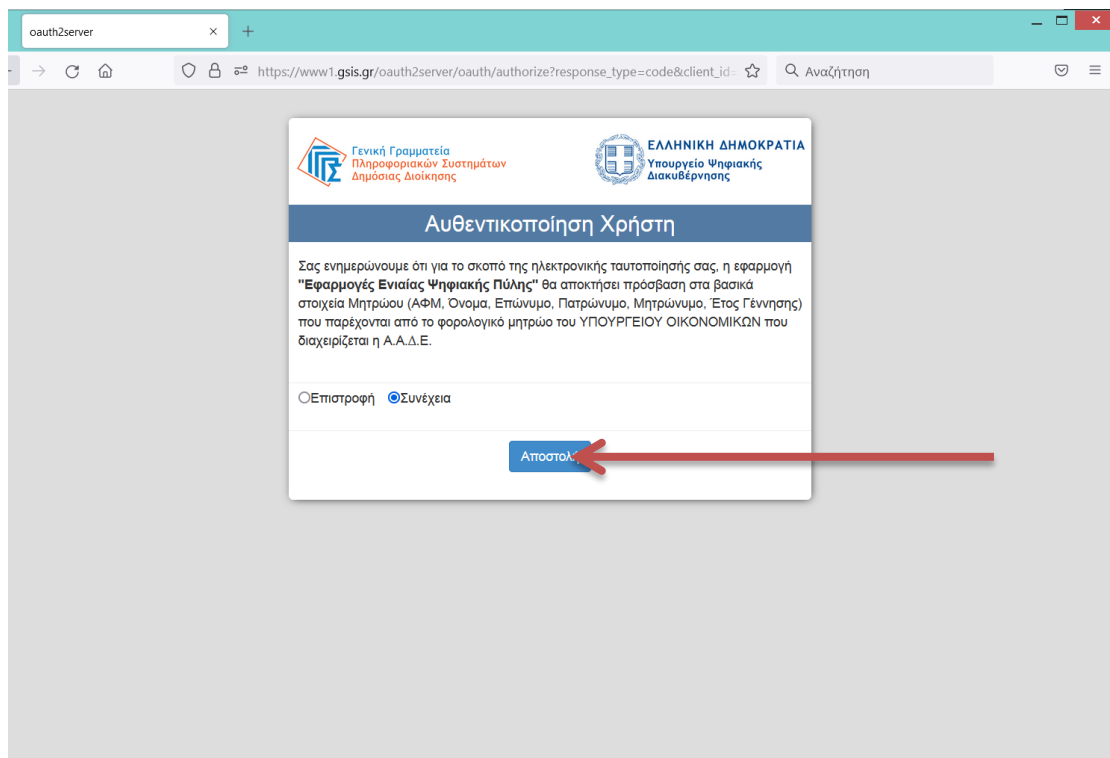 oauth2server
https://www1.gsis.gr/oauth2server/oauth/authorize?response_type=code&client_id=
Αναζήτηση
Γενική Γραμματεία
Πληροφοριακών Συστημάτων
Δημόσιας Διοίκησης
ΕΛΛΗΝΙΚΗ ΔΗΜΟΚΡΑΤΙΑ
Υπουργείο Ψηφιακής
Διακυβέρνησης
Αυθεντικοποίηση Χρήστη
Σας ενημερώνουμε ότι για το σκοπό της ηλεκτρονικής ταυτοποίησής σας, η εφαρμογή
"Εφαρμογές Ενιαίας Ψηφιακής Πύλης" θα αποκτήσει πρόσβαση στα βασικά
στοιχεία Μητρώου (ΑΦΜ, Όνομα, Επώνυμο, Πατρώνυμο, Μητρώνυμο, Έτος Γέννησης)
που παρέχονται από το φορολογικό μητρώο του ΥΠΟΥΡΓΕΙΟΥ ΟΙΚΟΝΟΜΙΚΩΝ που
διαχειρίζεται η Α.Α.Δ.Ε.
Επιστροφή Συνέχεια
Αποστολή